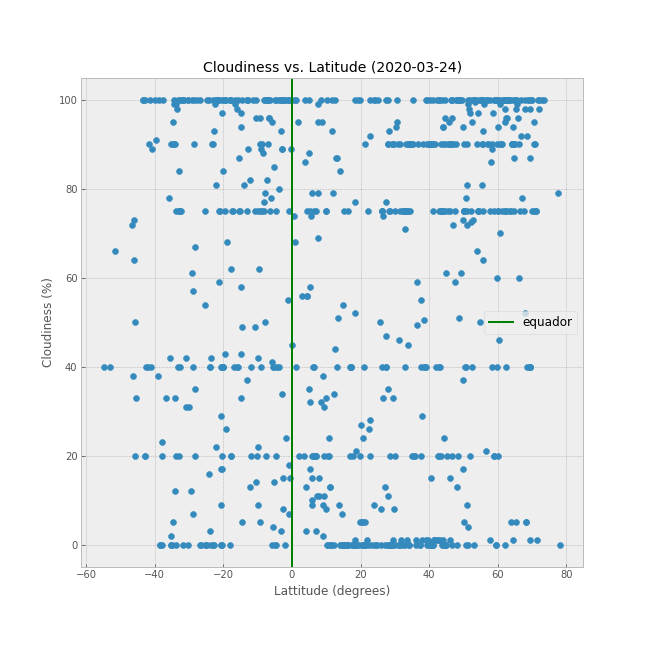 Cloudiness vs. Latitude (2020-03-24)
100
80
60
40
20
0
Cloudiness (%)
equador
−60 −40 −20 0 20 40 60 80
Lattitude (degrees)